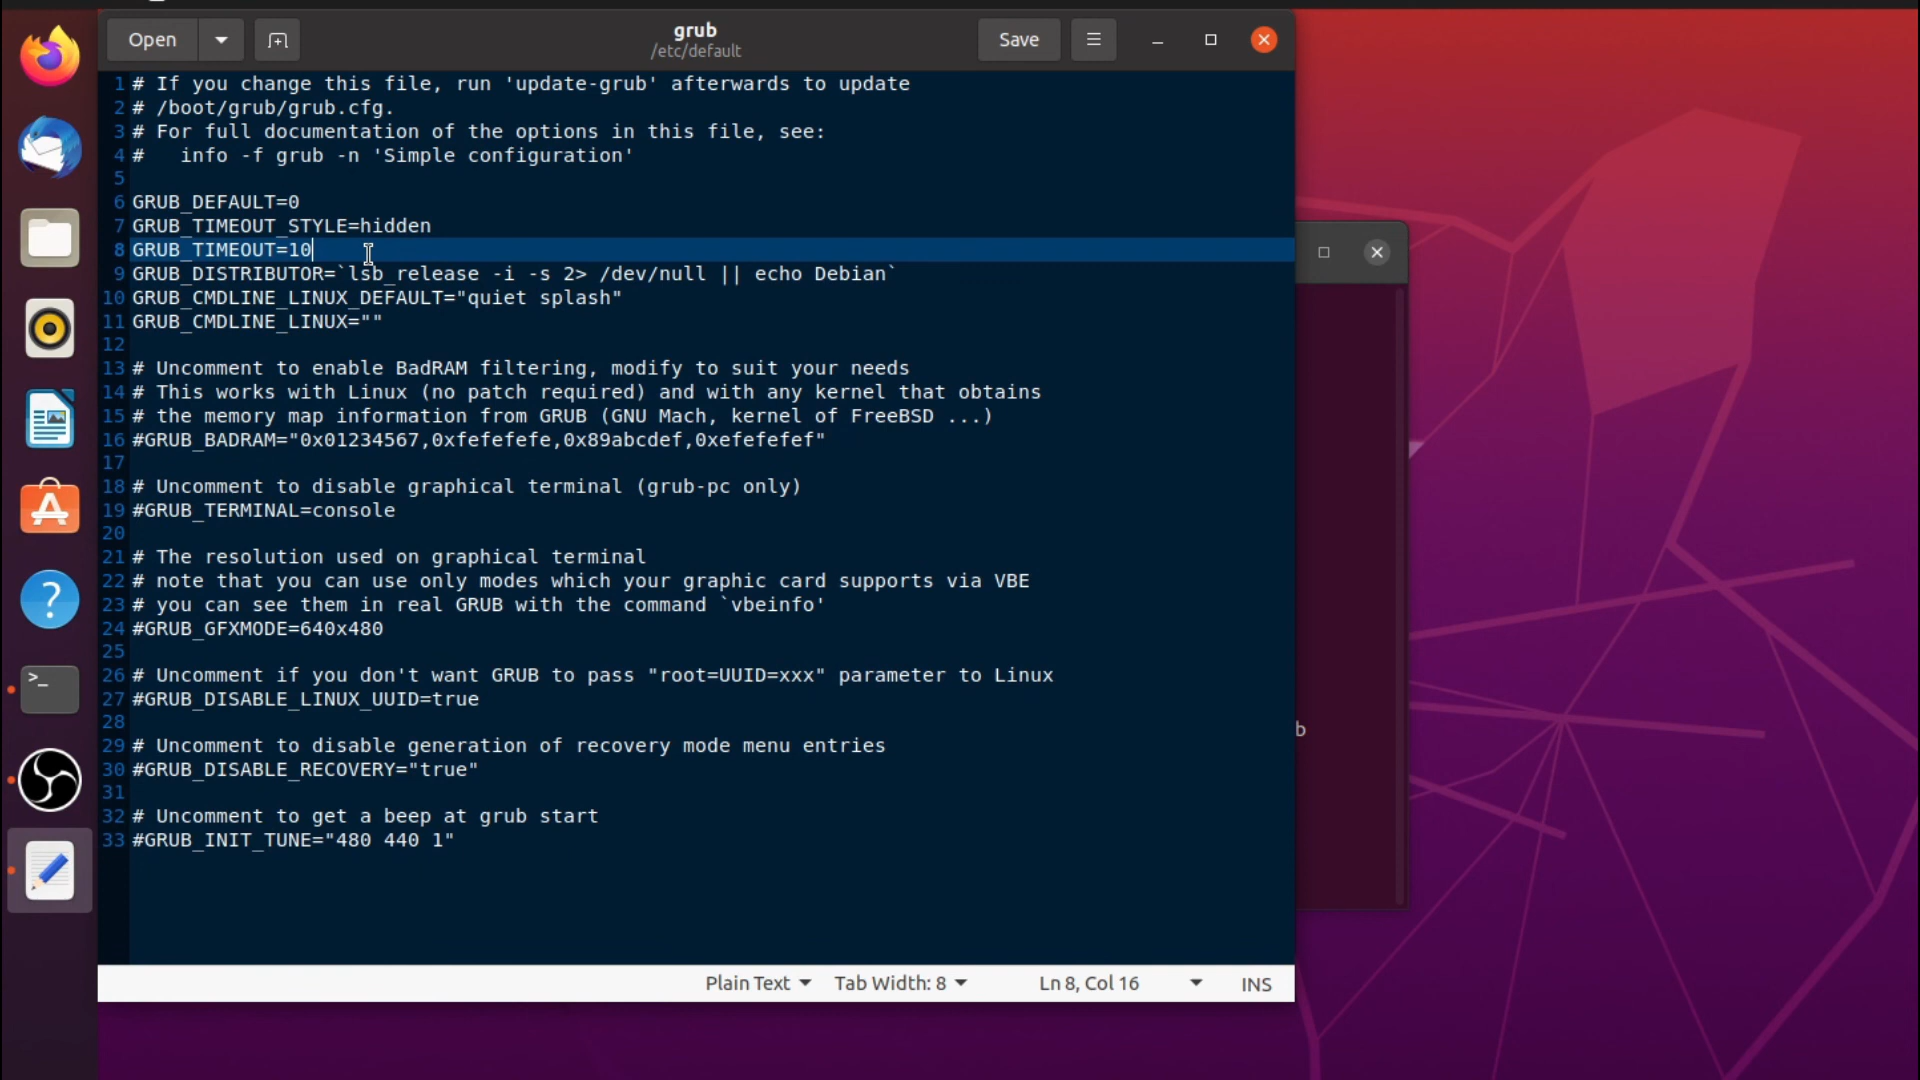 Open
grub
/etc/default
Save
1 # If you change this file, run 'update-grub' afterwards to update
2 # /boot/grub/grub.cfg.
3 # For full documentation of the options in this file, see:
4 #   info -f grub -n 'Simple configuration'
5
6 GRUB_DEFAULT=0
7 GRUB_TIMEOUT_STYLE=hidden
8 GRUB_TIMEOUT=10
9 GRUB_DISTRIBUTOR=`lsb_release -i -s 2> /dev/null || echo Debian`
10 GRUB_CMDLINE_LINUX_DEFAULT="quiet splash"
11 GRUB_CMDLINE_LINUX=""
12
13 # Uncomment to enable BadRAM filtering, modify to suit your needs
14 # This works with Linux (no patch required) and with any kernel that obtains
15 # the memory map information from GRUB (GNU Mach, kernel of FreeBSD ...)
16 #GRUB_BADRAM="0x01234567,0xfefefefe,0x89abcdef,0xefefefef"
17
18 # Uncomment to disable graphical terminal (grub-pc only)
19 #GRUB_TERMINAL=console
20
21 # The resolution used on graphical terminal
22 # note that you can use only modes which your graphic card supports via VBE
23 # you can see them in real GRUB with the command `vbeinfo'
24 #GRUB_GFXMODE=640x480
25
26 # Uncomment if you don't want GRUB to pass "root=UUID=xxx" parameter to Linux
27 #GRUB_DISABLE_LINUX_UUID=true
28
29 # Uncomment to disable generation of recovery mode menu entries
30 #GRUB_DISABLE_RECOVERY="true"
31
32 # Uncomment to get a beep at grub start
33 #GRUB_INIT_TUNE="480 440 1"
b
Plain Text Tab Width: 8 Ln 8, Col 16 INS